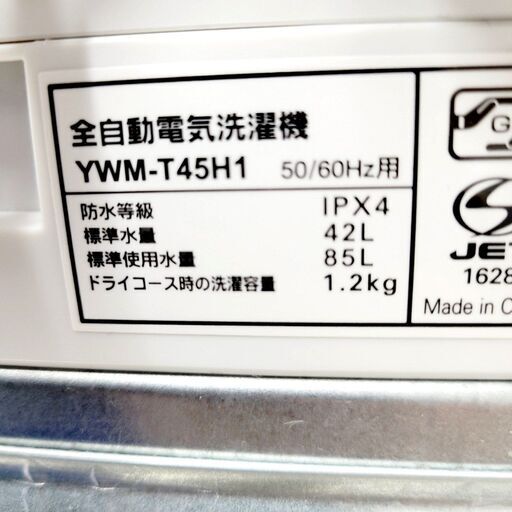 全自動電気洗濯機
YWM-T45H1 50/60Hz用
防水等級 IPX4
標準水量 42L
標準使用水量 85L
ドライコース時の洗濯容量 1.2kg
G
JET
1628
Made in C